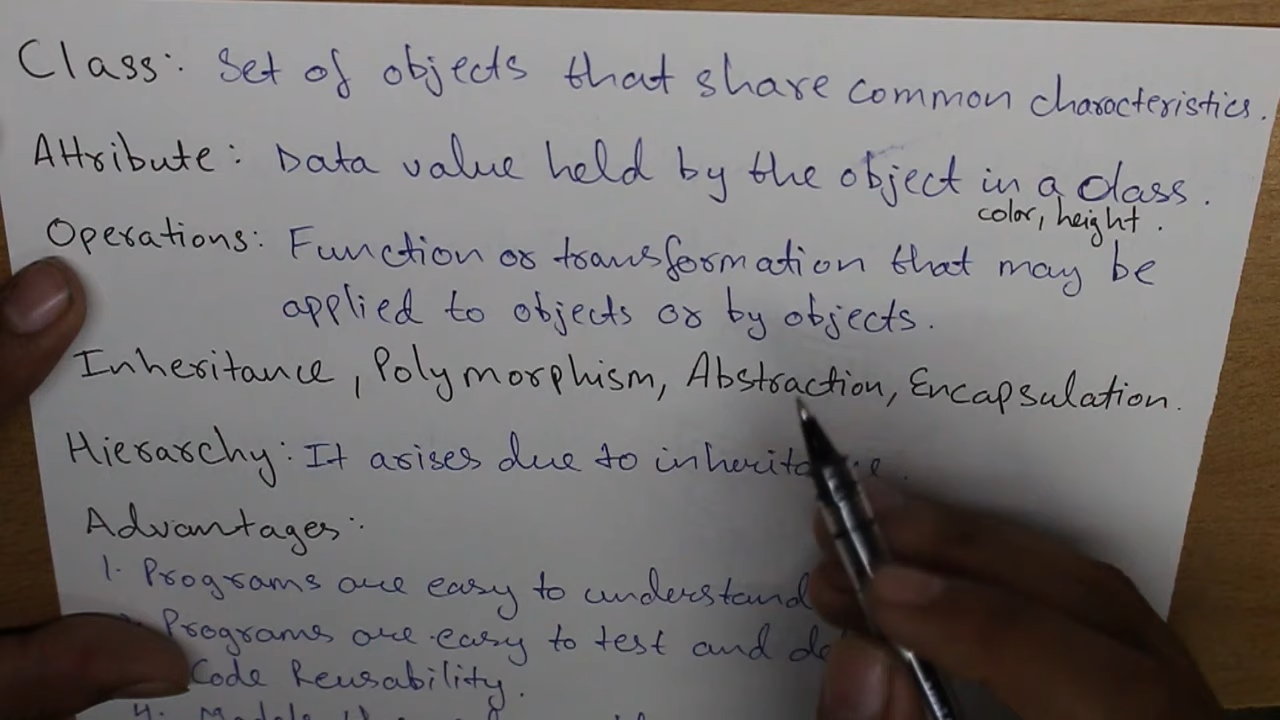 Class: Set of objects that share common characteristics.
Attribute: Data value held by the object in a class.
color, height.
Operations: Function or transformation that may be
applied to objects or by objects.
Inheritance, Polymorphism, Abstraction, Encapsulation.
Hierarchy: It arises due to
Advantages:
1. Programs are easy to understand
Programs are easy to test and
Code Reusability.
4.